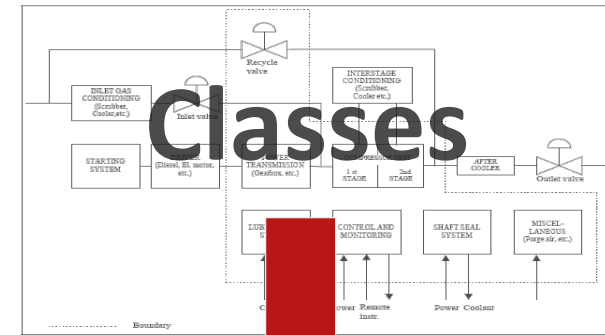 Recycle
valve
INTERSTAGE
CONDITIONING
(Scrubber,
Cooler etc.)
INLET GAS
CONDITIONING
(Scrubber,
Cooler,etc.)
Inlet valve
Classes
STARTING
SYSTEM
(Diesel, El. motor,
etc.)
TRANSMISSION
(Gearbox, etc.)
1 st
STAGE
2nd
STAGE
AFTER
COOLER
Outlet valve
CONTROL AND
MONITORING
SHAFT SEAL
SYSTEM
MISCEL-
LANEOUS
(Purge air, etc.)
Remote
instr.
Power Coolant
Boundary